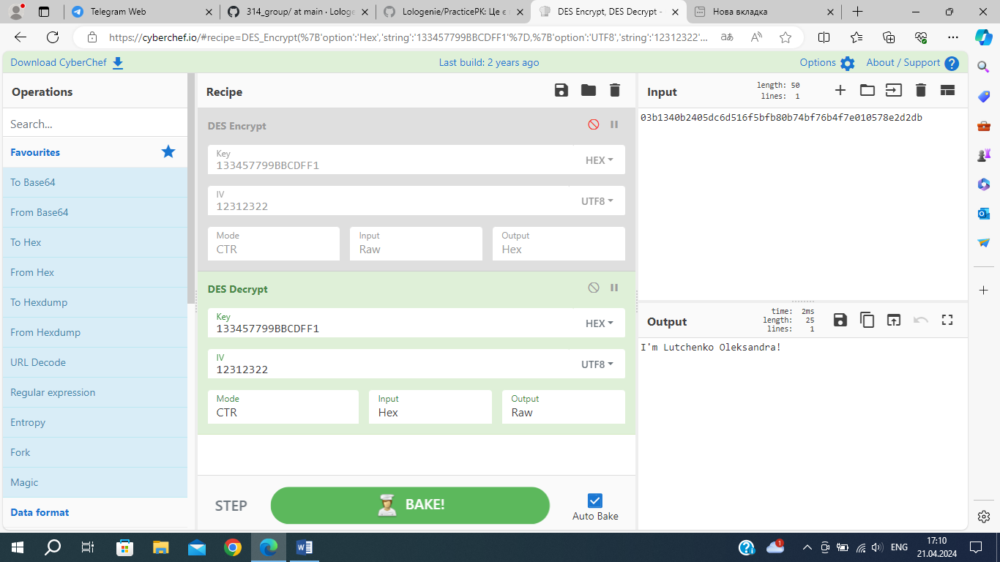 Telegram Web
314_group/ at main · Lologe
Lologenie/PracticePK: Це є
DES Encrypt, DES Decrypt -
Нова вкладка
https://cyberchef.io/#recipe=DES_Encrypt(%7B'option':'Hex','string':'133457799BBCDFF1'%7D,%7B'option':'UTF8','string':'12312322'...
Download CyberChef
Last build: 2 years ago
Options
About / Support
Operations
Search...
Favourites
To Base64
From Base64
To Hex
From Hex
To Hexdump
From Hexdump
URL Decode
Regular expression
Entropy
Fork
Magic
Data format
Recipe
DES Encrypt
Key
133457799BBCDFF1
HEX
IV
12312322
UTF8
Mode
CTR
Input
Raw
Output
Hex
DES Decrypt
Key
133457799BBCDFF1
HEX
IV
12312322
UTF8
Mode
CTR
Input
Hex
Output
Raw
STEP
BAKE!
Auto Bake
Input
length: 50
lines: 1
03b1340b2405dc6d516f5bfb80b74bf76b4f7e010578e2d2db
Output
time: 2ms
length: 25
lines: 1
I'm Lutchenko Oleksandra!
1
ENG
17:10
21.04.2024